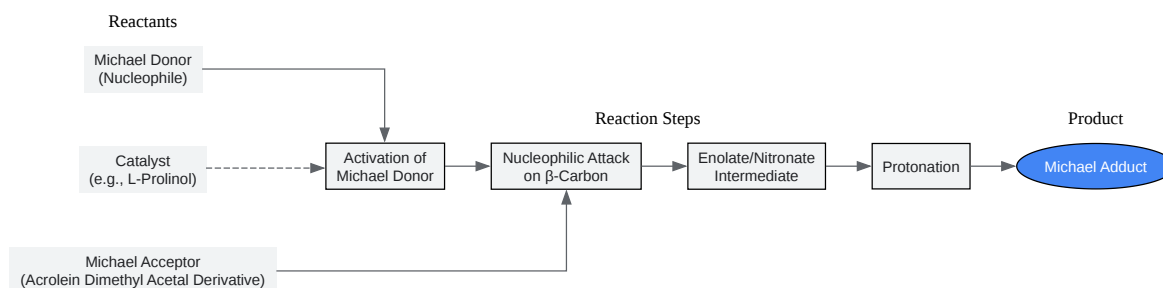 Reactants
Michael Donor
(Nucleophile)
Reaction Steps
Product
Catalyst
(e.g., L-Prolinol)
Activation of
Michael Donor
Nucleophilic Attack
on β-Carbon
Enolate/Nitronate
Intermediate
Protonation
Michael Adduct
Michael Acceptor
(Acrolein Dimethyl Acetal Derivative)